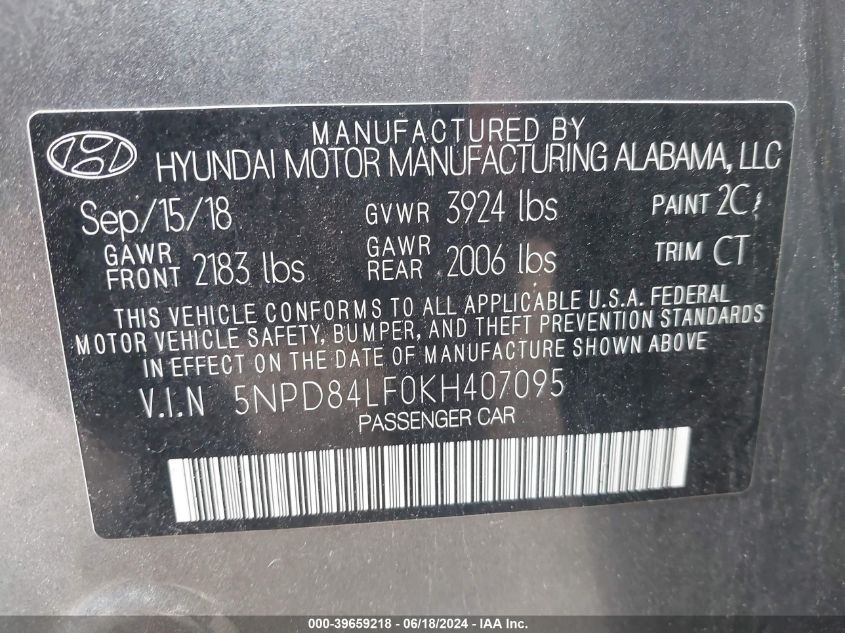 MANUFACTURED BY
HYUNDAI MOTOR MANUFACTURING ALABAMA, LLC
Sep/15/18 GVWR 3924 lbs PAINT
GAWR FRONT 2183 lbs GAWR REAR 2006 lbs TRIM CT
THIS VEHICLE CONFORMS TO ALL APPLICABLE U.S.A. FEDERAL
MOTOR VEHICLE SAFETY, BUMPER, AND THEFT PREVENTION STANDARDS
IN EFFECT ON THE DATE OF MANUFACTURE SHOWN ABOVE
V.I.N 5NPD84LF0KH407095
PASSENGER CAR
000-39659218 - 06/18/2024 - IAA Inc.